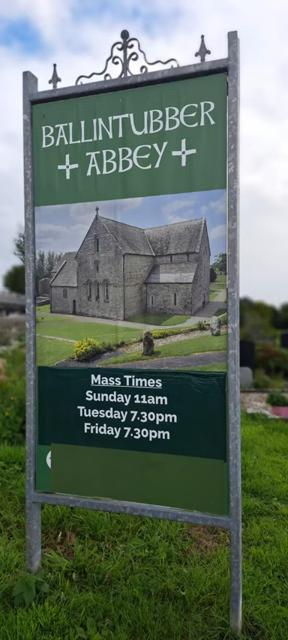 BALLINTUBBER
ABBEY
Mass Times
Sunday 11am
Tuesday 7.30pm
Friday 7.30pm